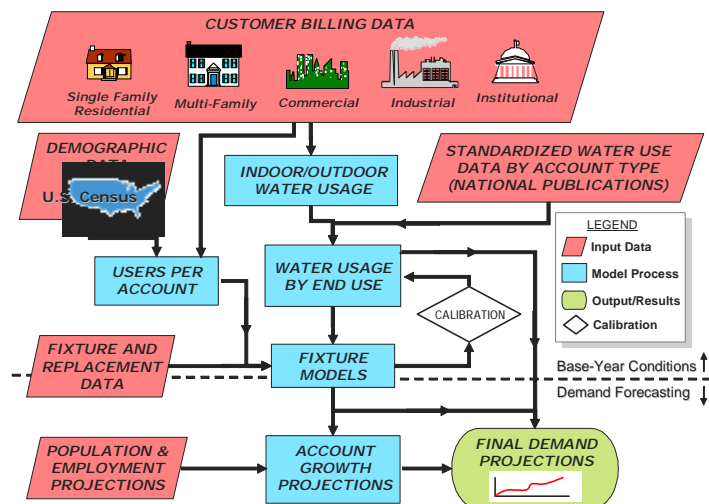 CUSTOMER BILLING DATA
Single Family
Residential
Multi-Family
Commercial
Industrial
Institutional
DEMOGRAPHIC
DATA
U.S. Census
INDOOR/OUTDOOR
WATER USAGE
STANDARDIZED WATER USE
DATA BY ACCOUNT TYPE
(NATIONAL PUBLICATIONS)
LEGEND
Input Data
Model Process
Output/Results
Calibration
USERS PER
ACCOUNT
WATER USAGE
BY END USE
CALIBRATION
FIXTURE AND
REPLACEMENT
DATA
FIXTURE
MODELS
Base-Year Conditions
Demand Forecasting
POPULATION &
EMPLOYMENT
PROJECTIONS
ACCOUNT
GROWTH
PROJECTIONS
FINAL DEMAND
PROJECTIONS